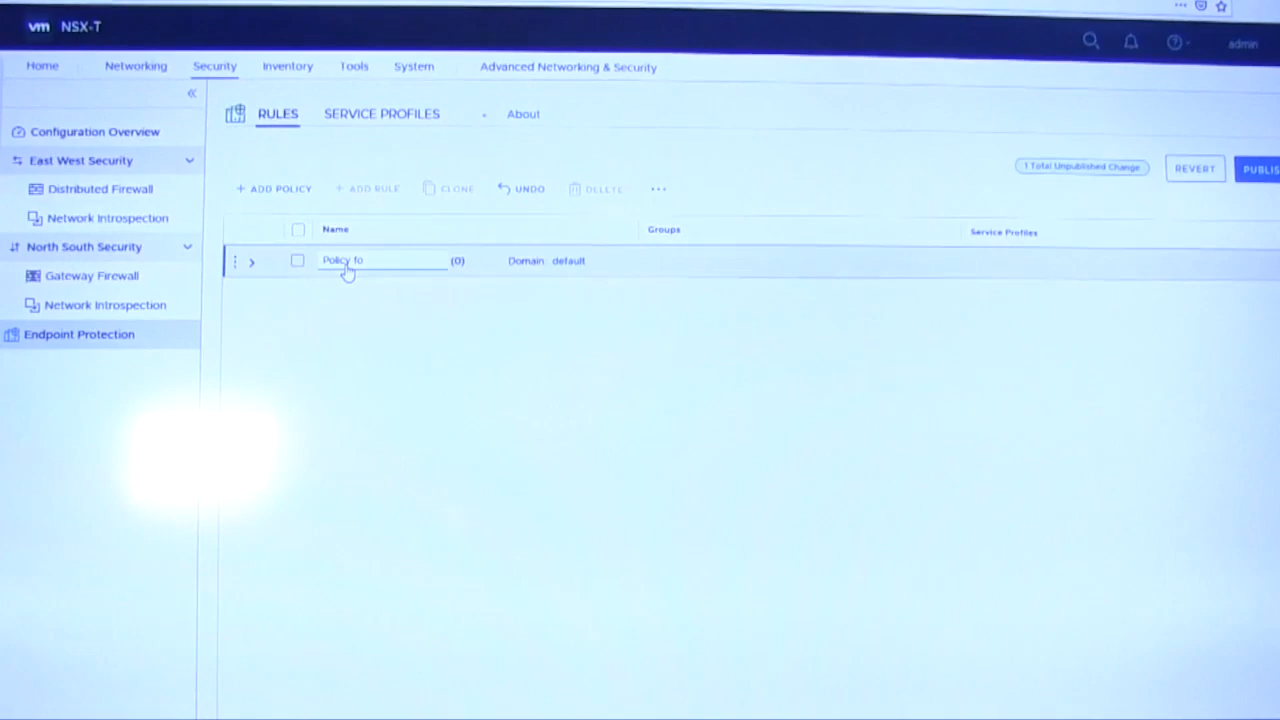 vm NSX-T
admin
Home Networking Security Inventory Tools System Advanced Networking & Security
Configuration Overview
East West Security
Distributed Firewall
Network Introspection
North South Security
Gateway Firewall
Network Introspection
Endpoint Protection
RULES SERVICE PROFILES About
1 Total Unpublished Change REVERT PUBLIS
+ ADD POLICY + ADD RULE CLONE UNDO DELETE ...
Name Groups Service Profiles
Policy fo (0) Domain: default